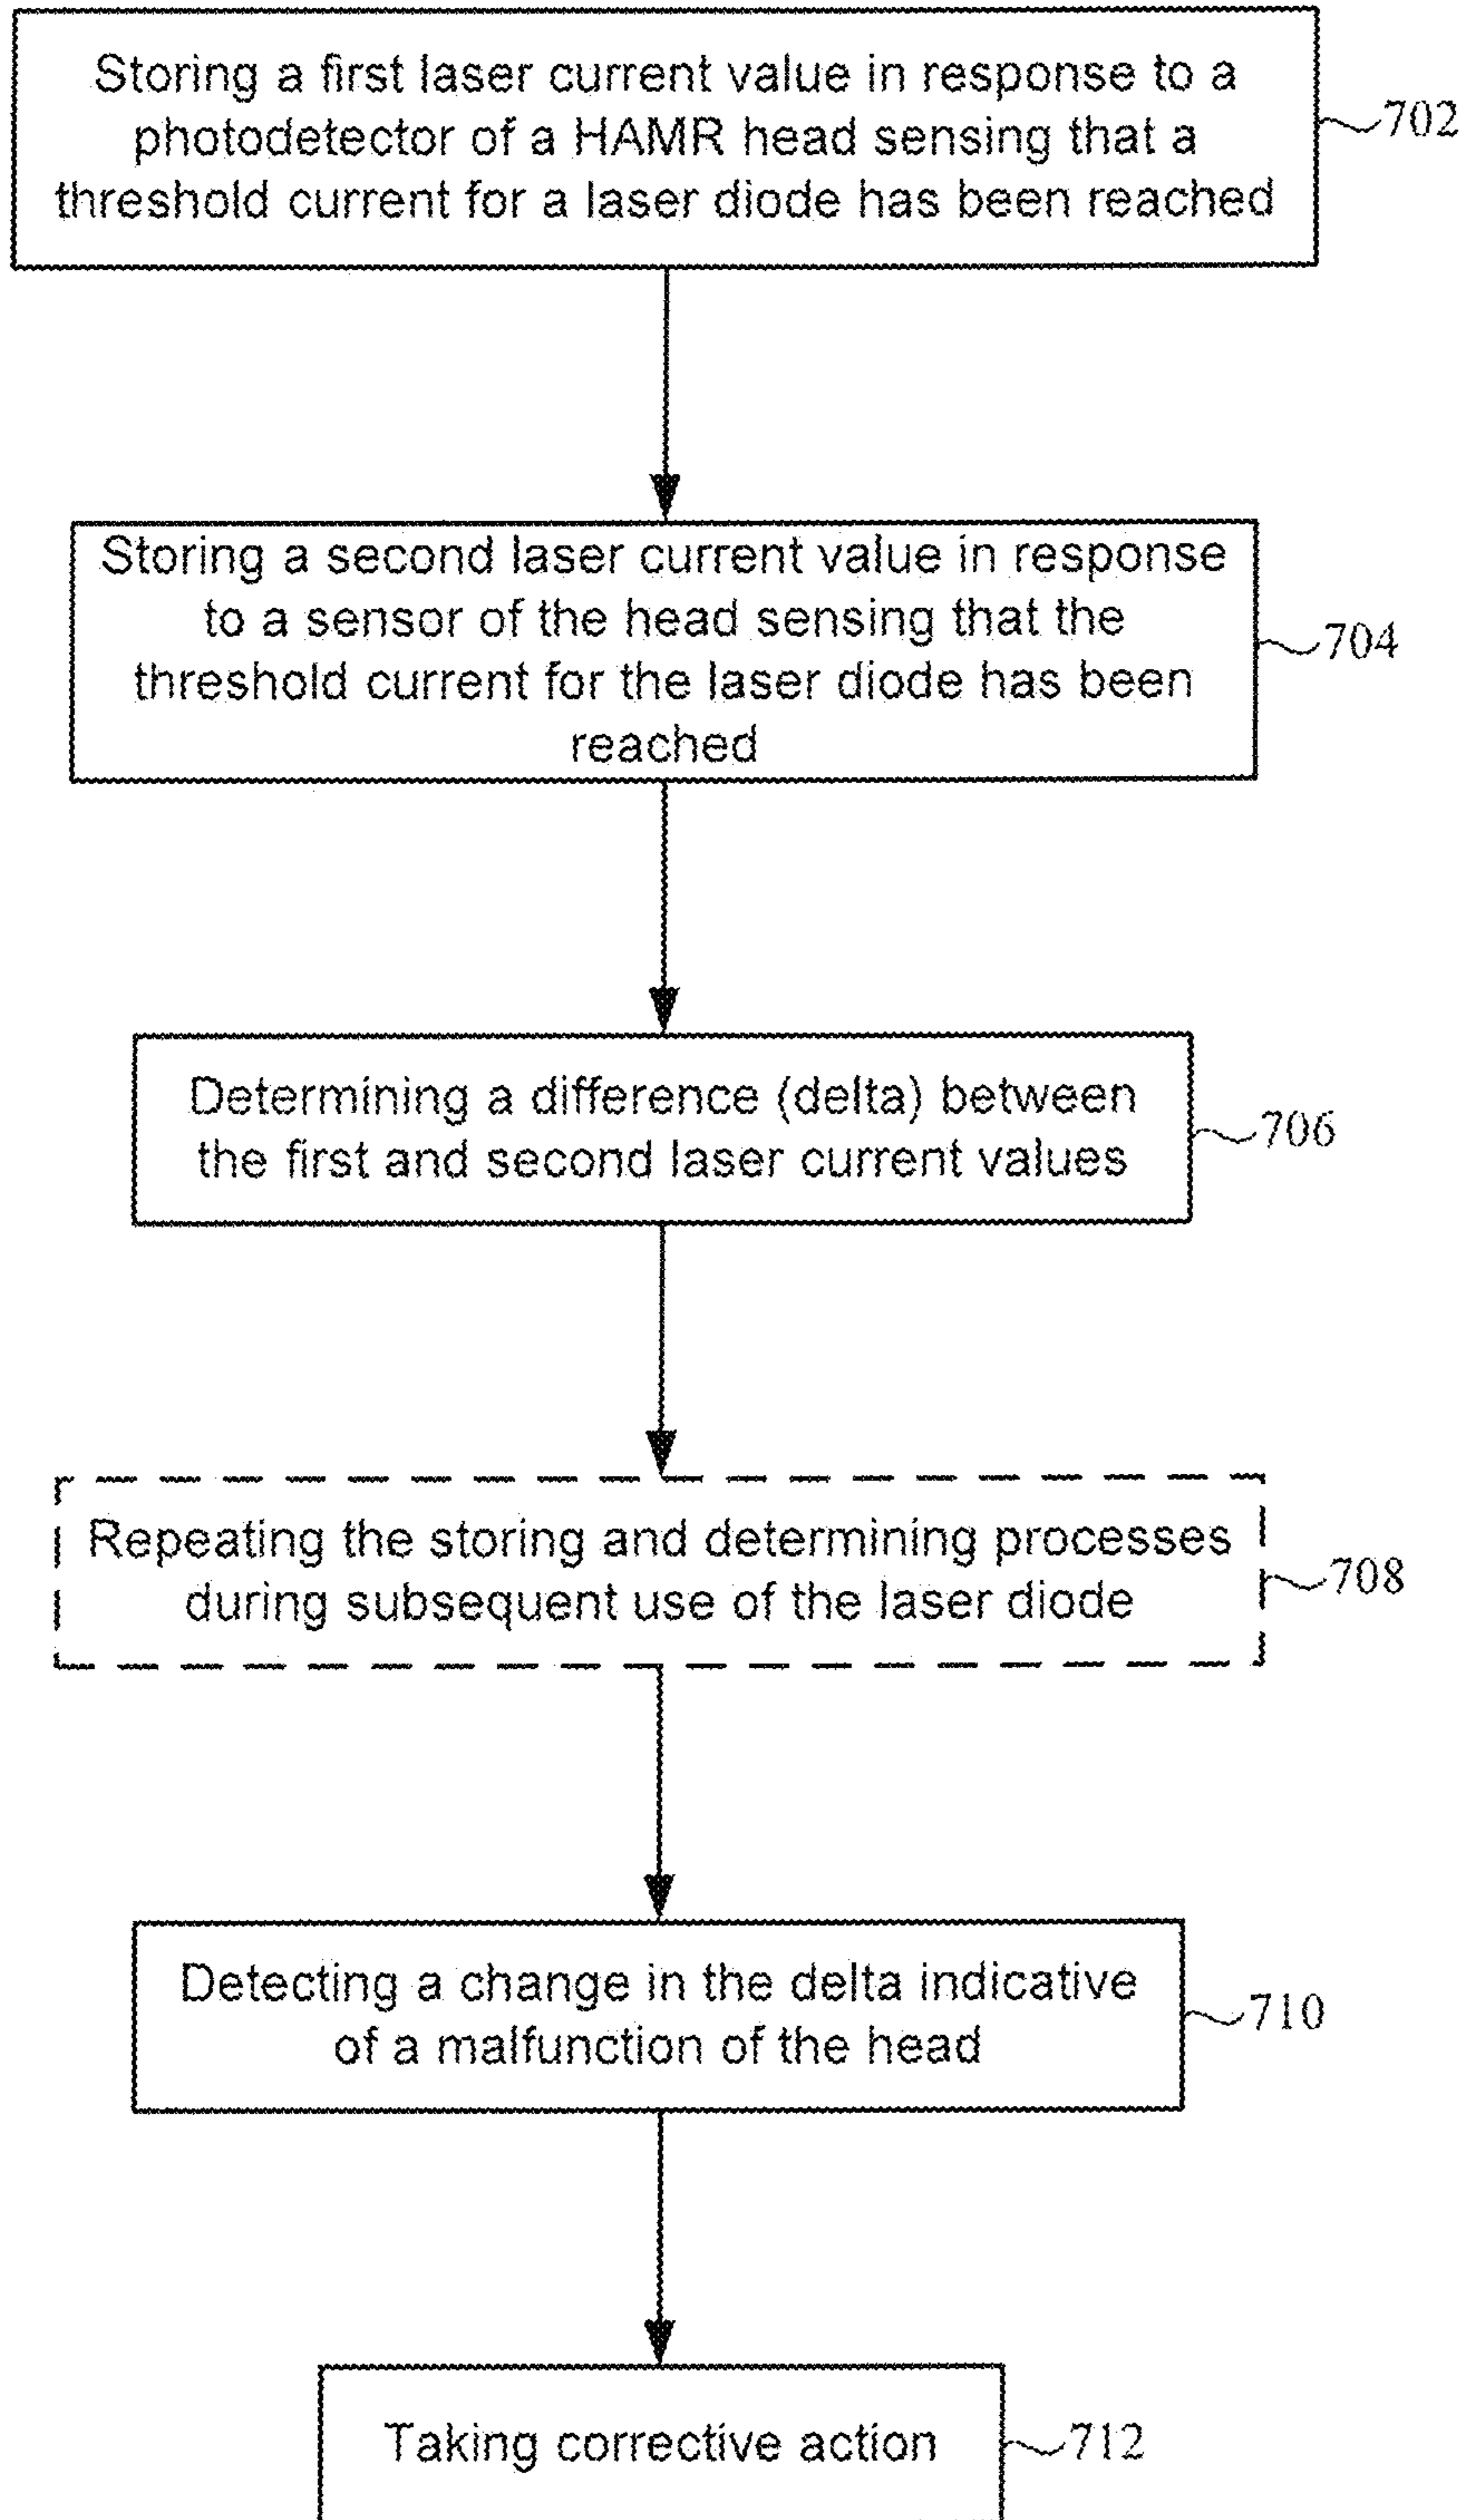 Storing a first laser current value in response to a
photodetector of a HAMR head sensing that a
threshold current for a laser diode has been reached
702
Storing a second laser current value in response
to a sensor of the head sensing that the
threshold current for the laser diode has been
reached
704
Determining a difference (delta) between
the first and second laser current values
706
Repeating the storing and determining processes
during subsequent use of the laser diode
708
Detecting a change in the delta indicative
of a malfunction of the head
710
Taking corrective action
712